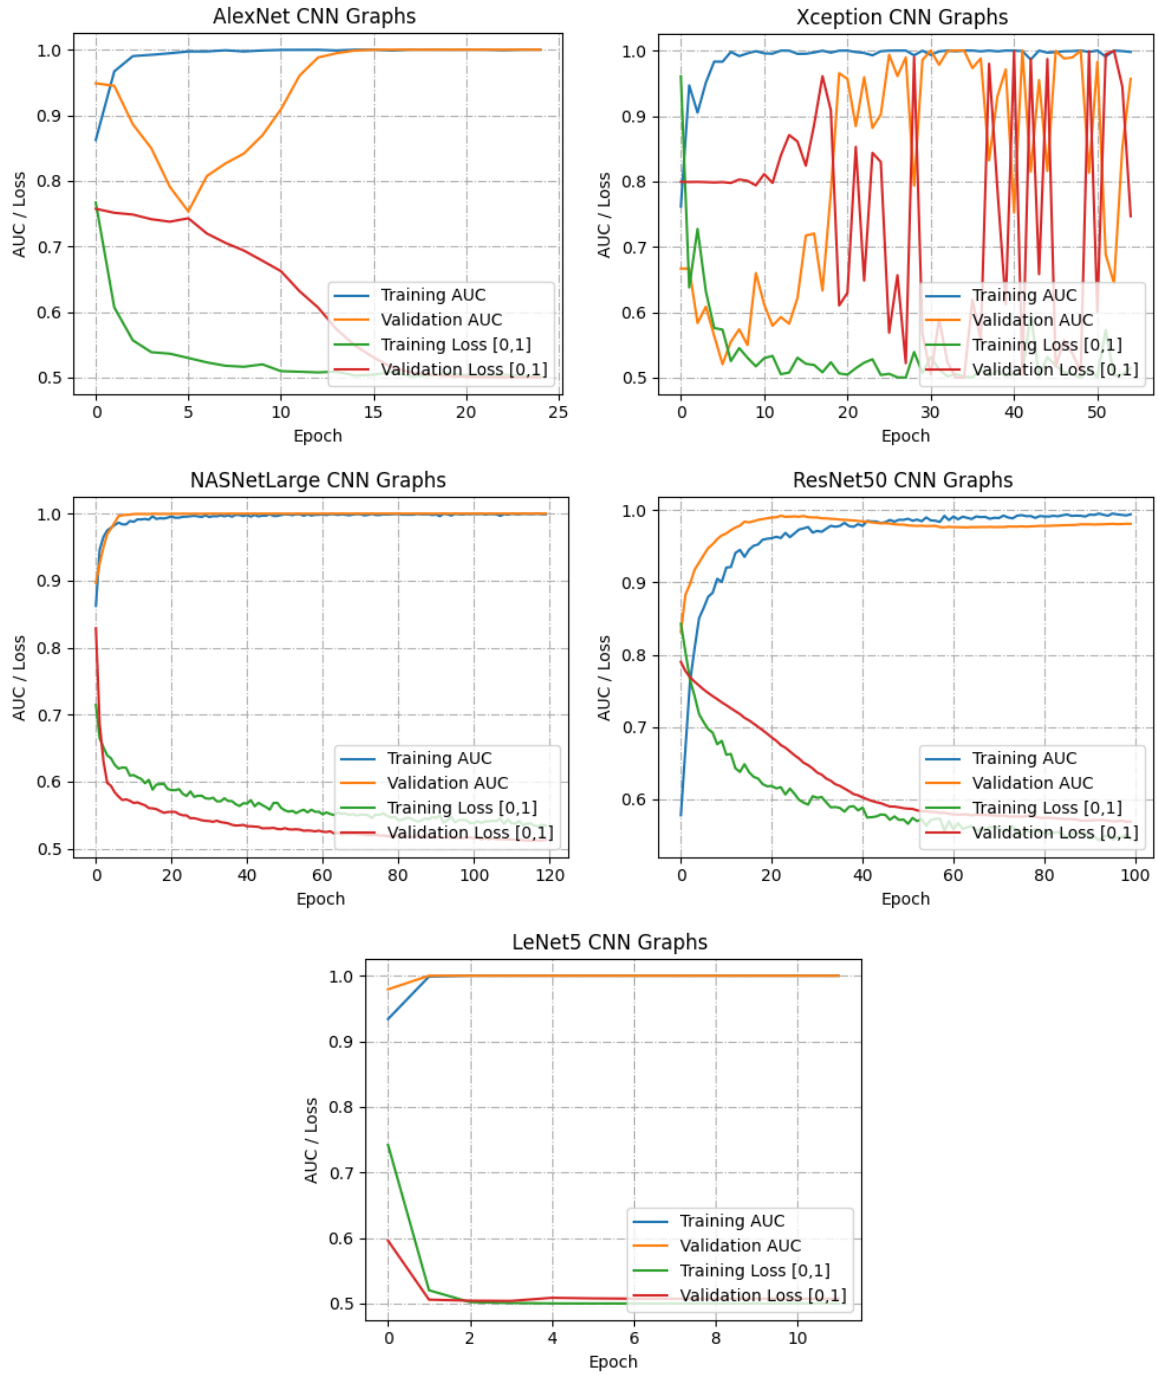 AlexNet CNN Graphs
AUC / Loss
1.0
0.9
0.8
0.7
0.6
0.5
Training AUC
Validation AUC
Training Loss [0,1]
Validation Loss [0,1]
0 5 10 15 20 25
Epoch
Xception CNN Graphs
AUC / Loss
1.0
0.9
0.8
0.7
0.6
0.5
Training AUC
Validation AUC
Training Loss [0,1]
Validation Loss [0,1]
0 10 20 30 40 50
Epoch
NASNetLarge CNN Graphs
AUC / Loss
1.0
0.9
0.8
0.7
0.6
0.5
Training AUC
Validation AUC
Training Loss [0,1]
Validation Loss [0,1]
0 20 40 60 80 100 120
Epoch
ResNet50 CNN Graphs
AUC / Loss
1.0
0.9
0.8
0.7
0.6
Training AUC
Validation AUC
Training Loss [0,1]
Validation Loss [0,1]
0 20 40 60 80 100
Epoch
LeNet5 CNN Graphs
AUC / Loss
1.0
0.9
0.8
0.7
0.6
0.5
Training AUC
Validation AUC
Training Loss [0,1]
Validation Loss [0,1]
0 2 4 6 8 10
Epoch